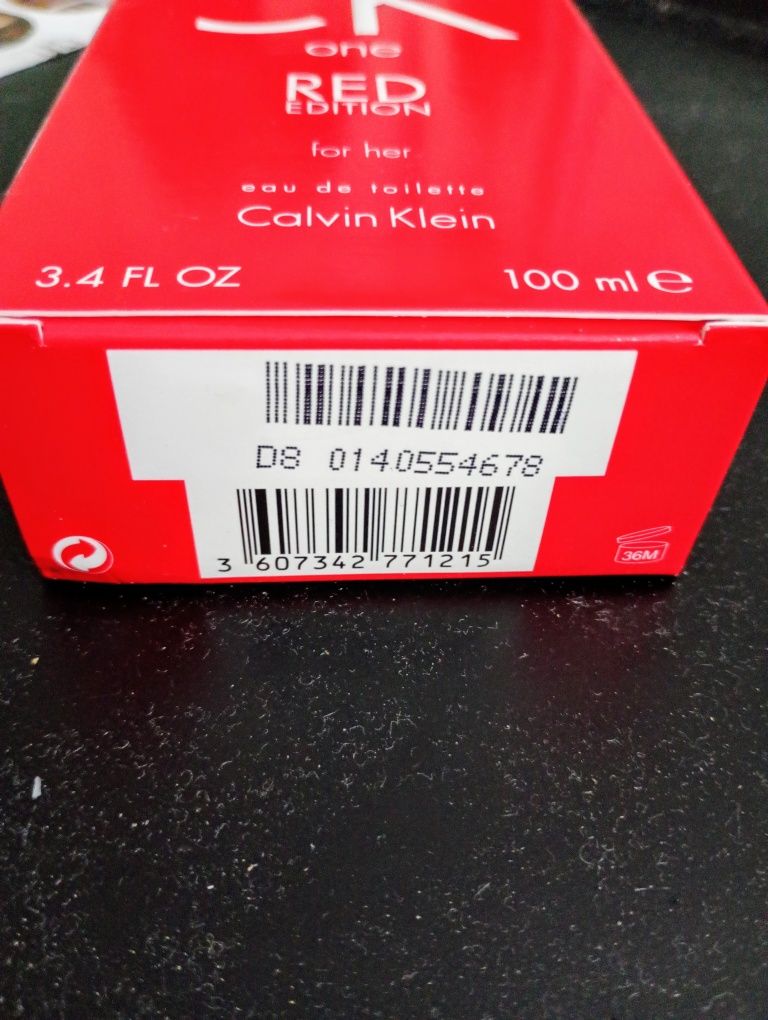 CK
one
RED
EDITION
for her
eau de toilette
Calvin Klein
3.4 FL OZ 100 ml ℮
D8 0140554678
3 607342 771215
36M